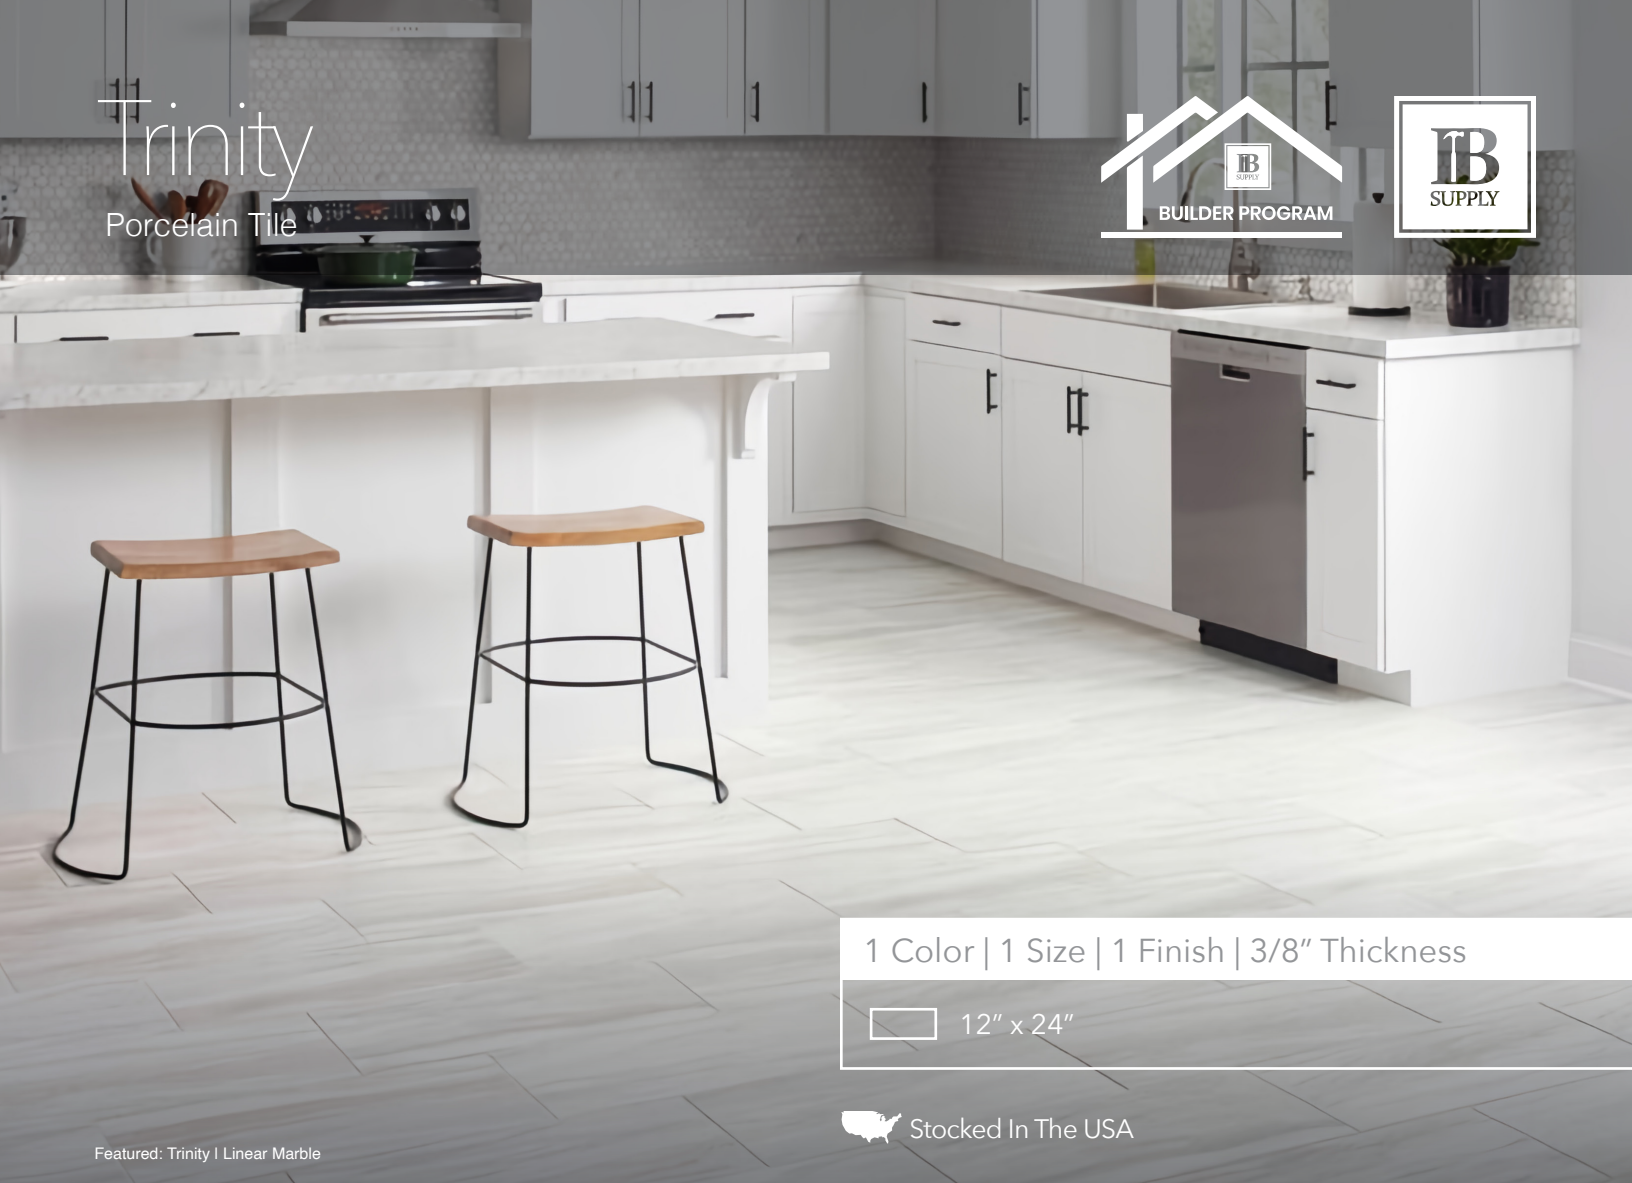 Trinity
Porcelain Tile
B
SUPPLY
BUILDER PROGRAM
B
SUPPLY
1 Color | 1 Size | 1 Finish | 3/8” Thickness
12” x 24”
Stocked In The USA
Featured: Trinity | Linear Marble